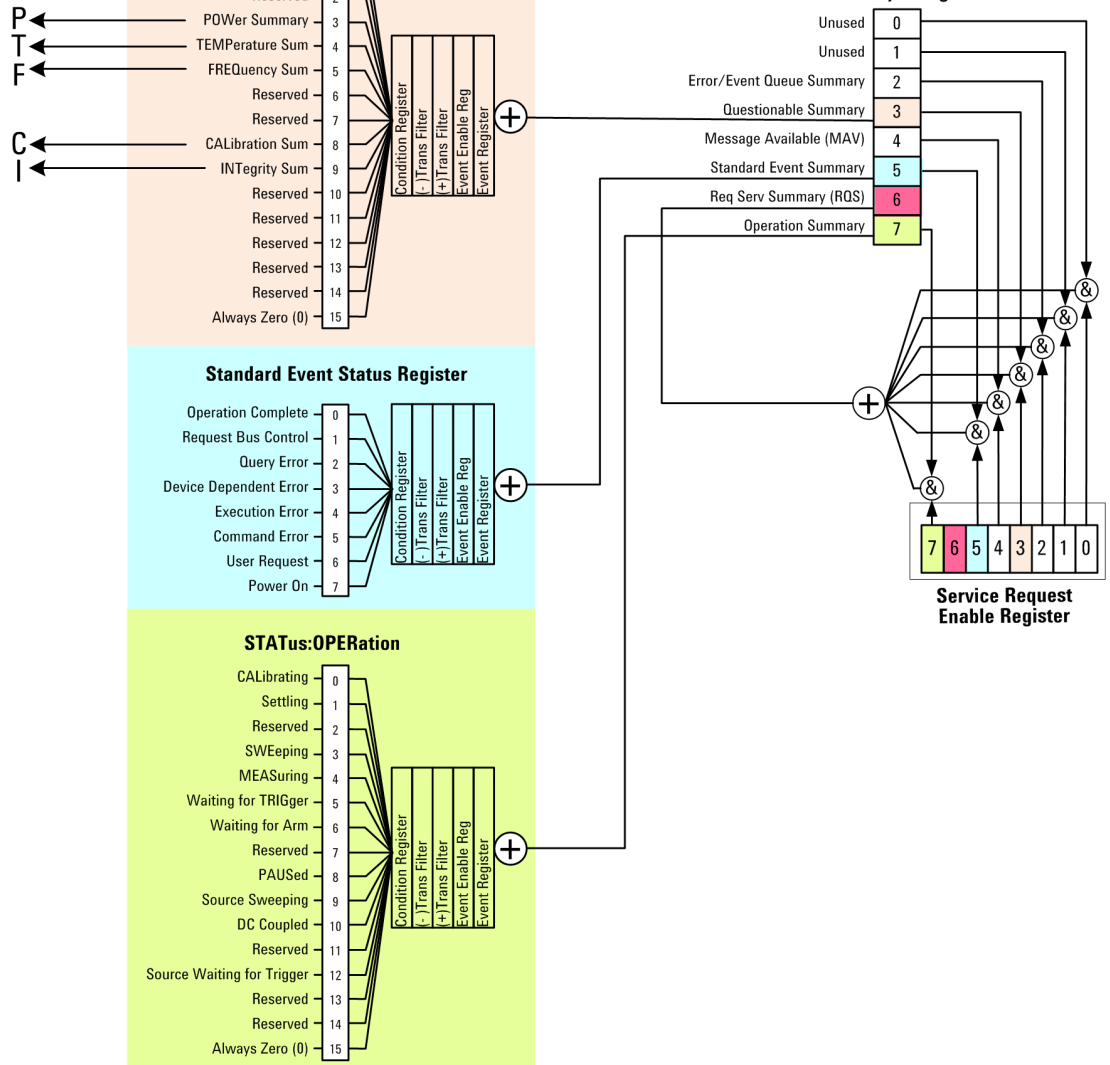 Reserved 2
P POWer Summary 3
T TEMPerature Sum 4
F FREQuency Sum 5
Reserved 6
Reserved 7
C CALibration Sum 8
I INTegrity Sum 9
Reserved 10
Reserved 11
Reserved 12
Reserved 13
Reserved 14
Always Zero (0) 15
Condition Register
(- )Trans Filter
(+)Trans Filter
Event Enable Reg
Event Register
+
Unused 0
Unused 1
Error/Event Queue Summary 2
Questionable Summary 3
Message Available (MAV) 4
Standard Event Summary 5
Req Serv Summary (RQS) 6
Operation Summary 7
&
&
&
&
&
&
&
+
7 6 5 4 3 2 1 0
Service Request
Enable Register
Standard Event Status Register
Operation Complete 0
Request Bus Control 1
Query Error 2
Device Dependent Error 3
Execution Error 4
Command Error 5
User Request 6
Power On 7
Condition Register
(- )Trans Filter
(+)Trans Filter
Event Enable Reg
Event Register
+
STATus:OPERation
CALibrating 0
Settling 1
Reserved 2
SWEeping 3
MEASuring 4
Waiting for TRIGger 5
Waiting for Arm 6
Reserved 7
PAUSed 8
Source Sweeping 9
DC Coupled 10
Reserved 11
Source Waiting for Trigger 12
Reserved 13
Reserved 14
Always Zero (0) 15
Condition Register
(- )Trans Filter
(+)Trans Filter
Event Enable Reg
Event Register
+